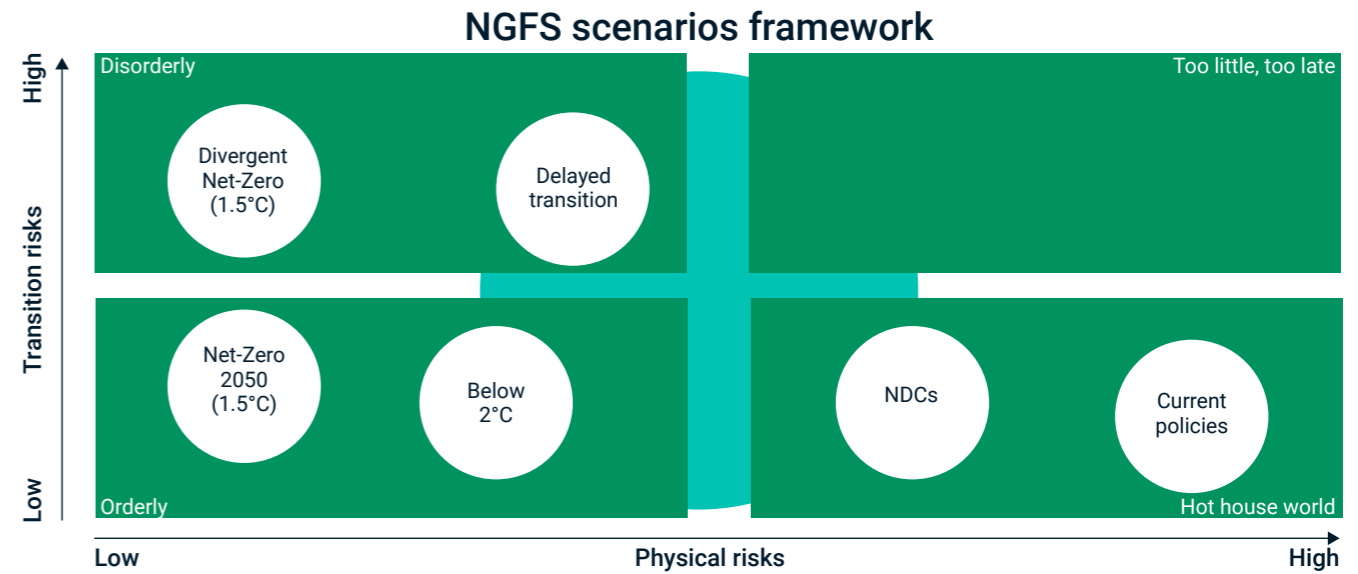 NGFS scenarios framework
High
Transition risks
Low
Disorderly
Divergent
Net-Zero
(1.5°C)
Delayed
transition
Too little, too late
Net-Zero
2050
(1.5°C)
Below
2°C
Orderly
NDCs
Current
policies
Hot house world
Low
Physical risks
High